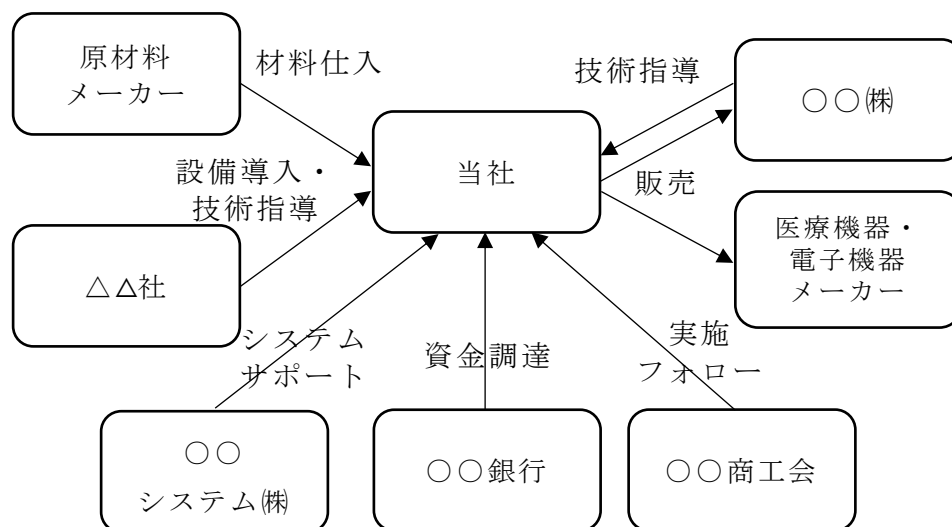 原材料
メーカー
材料仕入
技術指導
○○㈱
当社
設備導入・
技術指導
販売
△△社
医療機器・
電子機器
メーカー
システム
サポート
資金調達
実施
フォロー
○○
システム㈱
○○銀行
○○商工会